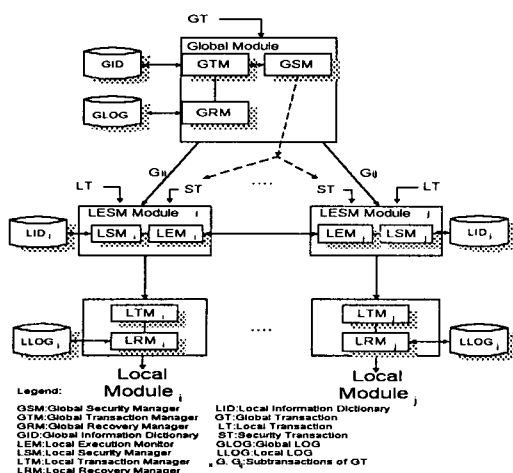 GT
Global Module
GID
GTM
GSM
GLOG
GRM
G ij
LT
ST
....
ST
LT
LESM Module i
LESM Module j
LID i
LSM i
LEM i
LEM j
LSM j
LID j
LTM i
LTM j
LLOG i
LRM i
....
LRM j
LLOG j
Local
Module i
Local
Module j
Legend:
GSM:Global Security Manager
LID:Local Information Dictionary
GTM:Global Transaction Manager
GT:Global Transaction
GRM:Global Recovery Manager
LT:Local Transaction
GID:Global Information Dictionary
ST:Security Transaction
LEM:Local Execution Monitor
GLOG:Global LOG
LSM:Local Security Manager
LLOG:Local LOG
LTM:Local Transaction Manager
:Subtransactions of GT
LRM:Local Recovery Manager